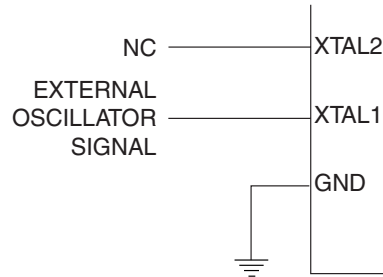 NC
XTAL2
EXTERNAL
OSCILLATOR
SIGNAL
XTAL1
GND